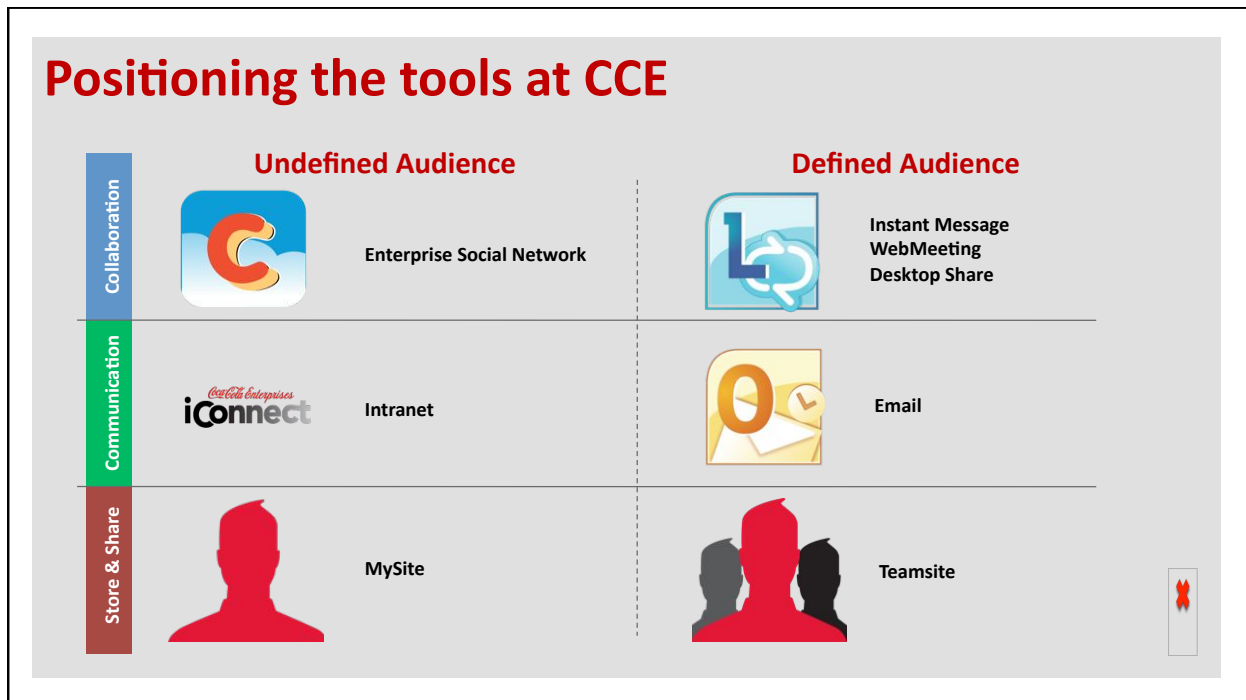 Positioning the tools at CCE
Undefined Audience
Defined Audience
Collaboration
C
Enterprise Social Network
L
Instant Message
WebMeeting
Desktop Share
Communication
Coca-Cola Enterprises
iConnect
Intranet
O
Email
Store & Share
MySite
Teamsite